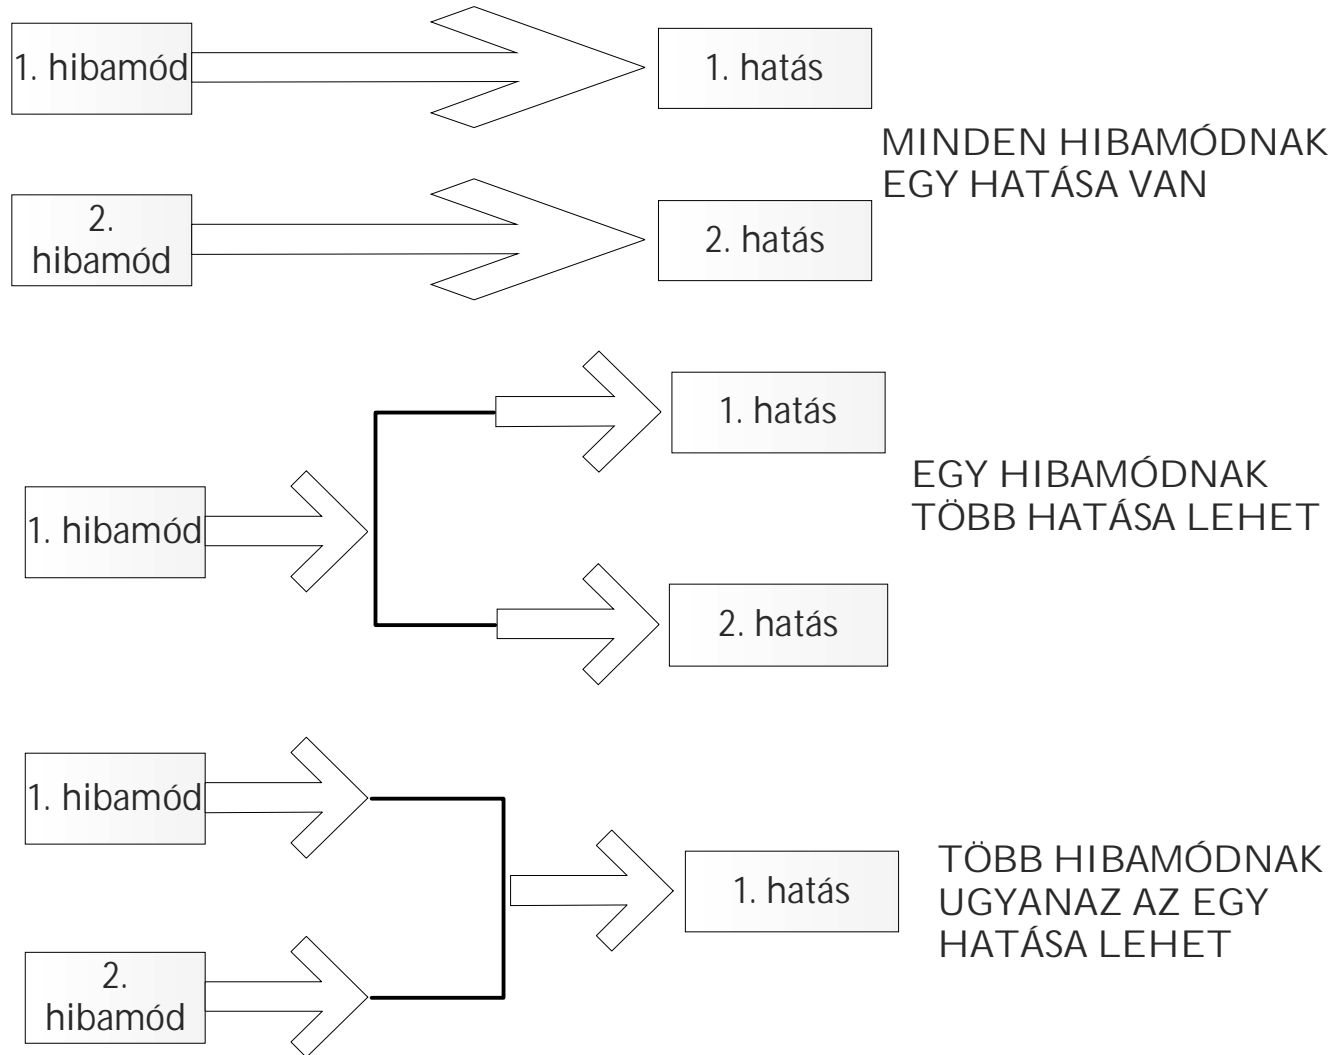 1. hibamód
1. hatás
MINDEN HIBAMÓDNAK
EGY HATÁSA VAN
2.
hibamód
2. hatás
1. hibamód
1. hatás
2. hatás
EGY HIBAMÓDNAK
TÖBB HATÁSA LEHET
1. hibamód
2.
hibamód
1. hatás
TÖBB HIBAMÓDNAK
UGYANAZ AZ EGY
HATÁSA LEHET